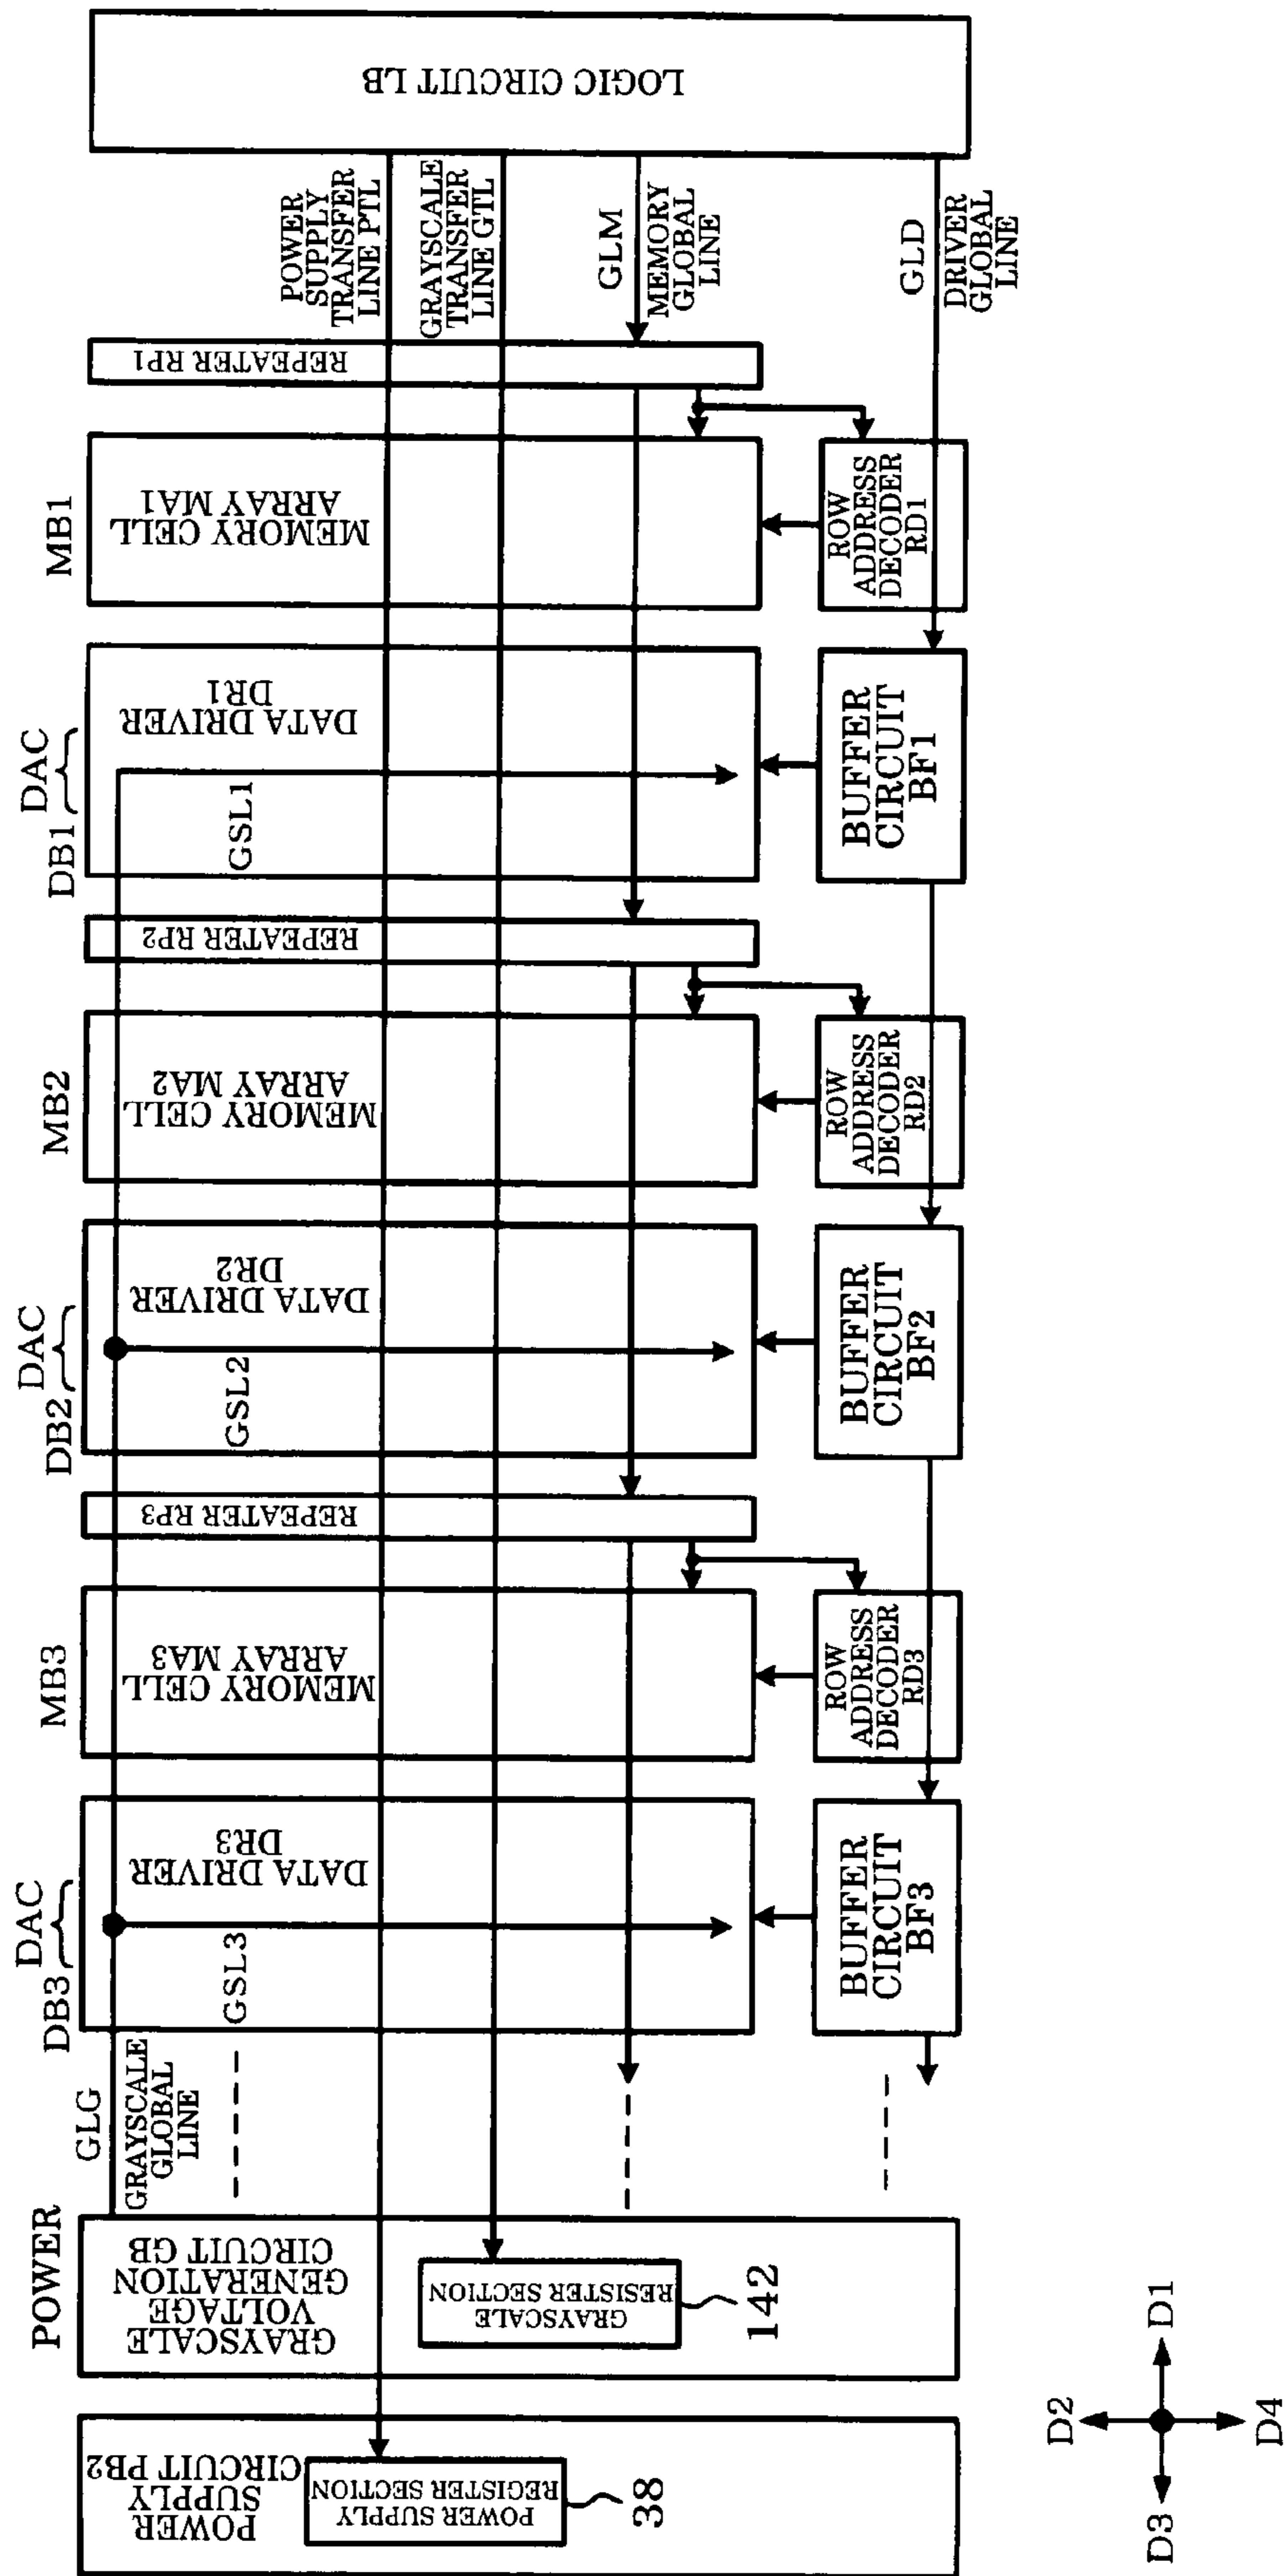 LOGIC CIRCUIT LB
POWER
SUPPLY
TRANSFER
LINE PTL
GRAYSCALE
TRANSFER
LINE GTL
GLM
MEMORY
GLOBAL
LINE
GLD
DRIVER
GLOBAL
LINE
REPEATER RP1
MB1
MEMORY CELL
ARRAY MA1
ROW
ADDRESS
DECODER
RD1
DAC
DB1
DATA DRIVER
DR1
GSL1
BUFFER
CIRCUIT
BF1
REPEATER RP2
MB2
MEMORY CELL
ARRAY MA2
ROW
ADDRESS
DECODER
RD2
DAC
DB2
DATA DRIVER
DR2
GSL2
BUFFER
CIRCUIT
BF2
REPEATER RP3
MB3
MEMORY CELL
ARRAY MA3
ROW
ADDRESS
DECODER
RD3
DAC
DB3
DATA DRIVER
DR3
GSL3
BUFFER
CIRCUIT
BF3
GLG
GRAYSCALE
GLOBAL
LINE
POWER
GRAYSCALE
VOLTAGE
GENERATION
CIRCUIT GB
GRAYSCALE
REGISTER SECTION
142
POWER
SUPPLY
CIRCUIT PB2
POWER SUPPLY
REGISTER SECTION
38
D2
D1
D3
D4